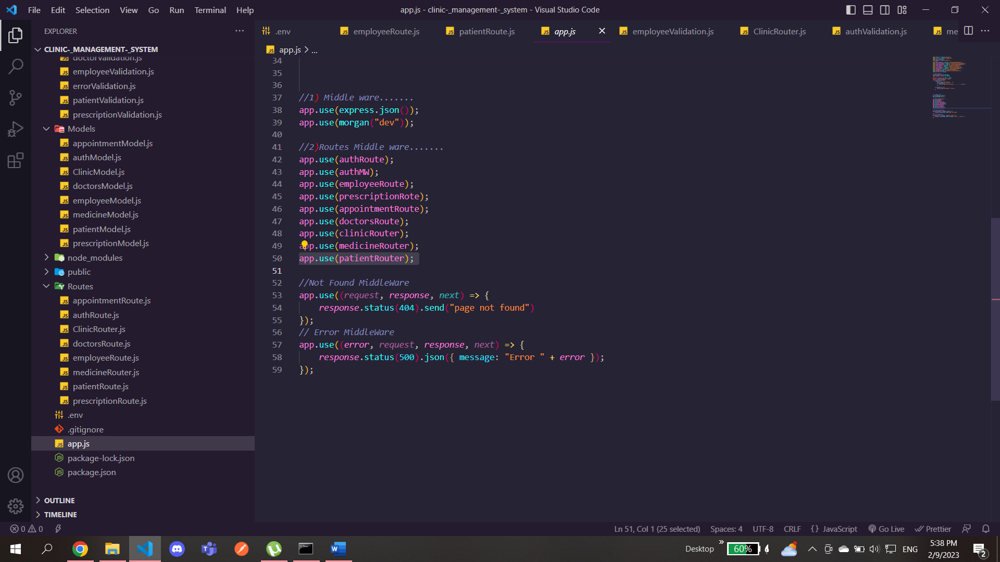 File Edit Selection View Go Run Terminal Help
app.js - clinic-_management-_system - Visual Studio Code
EXPLORER
CLINIC-_MANAGEMENT-_SYSTEM
doctorValidation.js
employeeValidation.js
errorValidation.js
patientValidation.js
prescriptionValidation.js
Models
appointmentModel.js
authModel.js
ClinicModel.js
doctorsModel.js
employeeModel.js
medicineModel.js
patientModel.js
prescriptionModel.js
node_modules
public
Routes
appointmentRoute.js
authRoute.js
ClinicRouter.js
doctorsRoute.js
employeeRoute.js
medicineRouter.js
patientRoute.js
prescriptionRoute.js
.env
.gitignore
app.js
package-lock.json
package.json
OUTLINE
TIMELINE
.env employeeRoute.js patientRoute.js app.js employeeValidation.js ClinicRouter.js authValidation.js me
app.js > ...
34
35
36
37 //1) Middle ware.......
38 app.use(express.json());
39 app.use(morgan("dev"));
40
41 //2)Routes Middle ware.......
42 app.use(authRoute);
43 app.use(authMW);
44 app.use(employeeRoute);
45 app.use(prescriptionRote);
46 app.use(appointmentRoute);
47 app.use(doctorsRoute);
48 app.use(clinicRouter);
49 app.use(medicineRouter);
50 app.use(patientRouter);
51
52 //Not Found MiddleWare
53 app.use((request, response, next) => {
54 response.status(404).send("page not found")
55 });
56 // Error MiddleWare
57 app.use((error, request, response, next) => {
58 response.status(500).json({ message: "Error " + error });
59 });
0 0
Ln 51, Col 1 (25 selected) Spaces: 4 UTF-8 CRLF {} JavaScript Go Live Prettier
Desktop 60% ENG
5:38 PM
2/9/2023
2